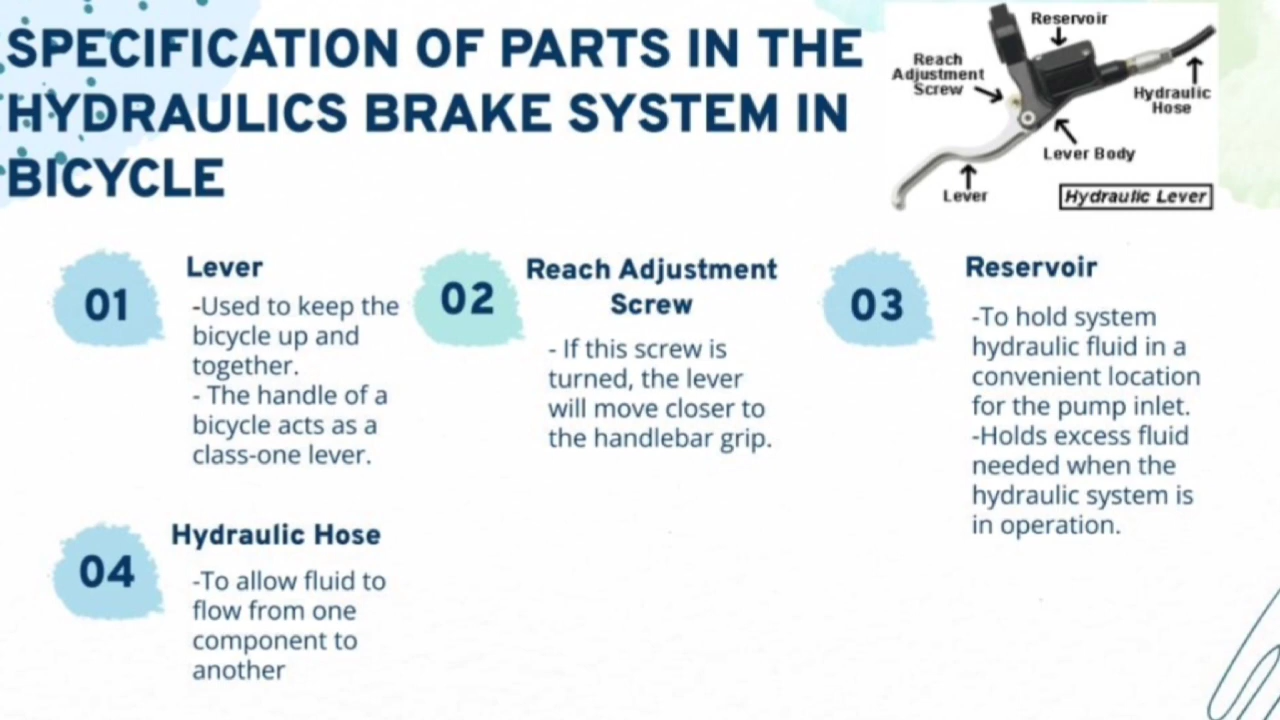 SPECIFICATION OF PARTS IN THE
HYDRAULICS BRAKE SYSTEM IN
BICYCLE
Reservoir
Reach
Adjustment
Screw
Hydraulic
Hose
Lever Body
Lever
Hydraulic Lever
01
Lever
-Used to keep the
bicycle up and
together.
- The handle of a
bicycle acts as a
class-one lever.
02
Reach Adjustment
Screw
- If this screw is
turned, the lever
will move closer to
the handlebar grip.
03
Reservoir
-To hold system
hydraulic fluid in a
convenient location
for the pump inlet.
-Holds excess fluid
needed when the
hydraulic system is
in operation.
04
Hydraulic Hose
-To allow fluid to
flow from one
component to
another